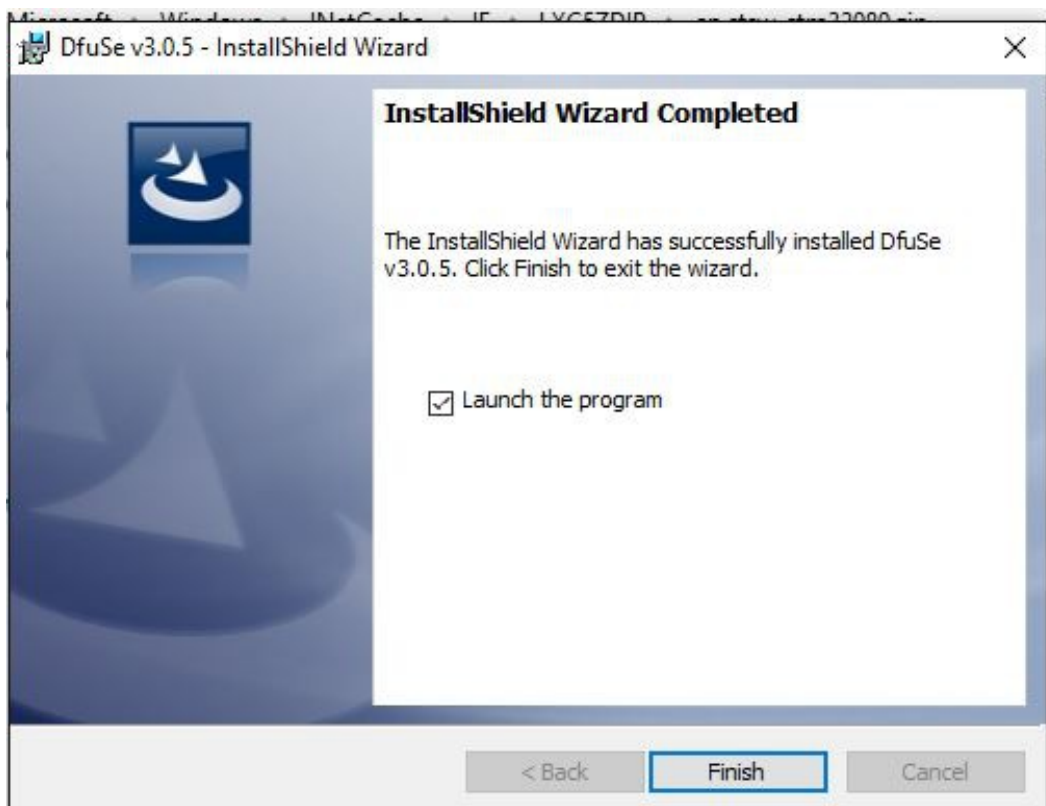 DfuSe v3.0.5 - InstallShield Wizard
InstallShield Wizard Completed
The InstallShield Wizard has successfully installed DfuSe
v3.0.5. Click Finish to exit the wizard.
Launch the program
< Back Finish Cancel